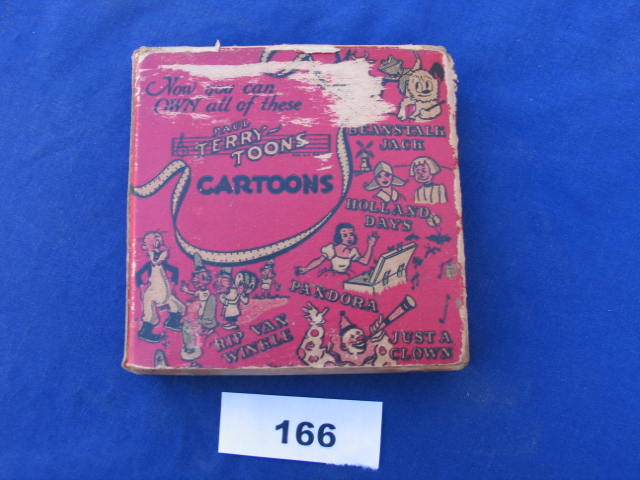 Now you can
OWN all of these
PAUL
TERRY-
TOONS
CARTOONS
BEANSTALK
JACK
HOLLAND
DAYS
PANDORA
RIP VAN
WINKLE
JUST A
CLOWN
166